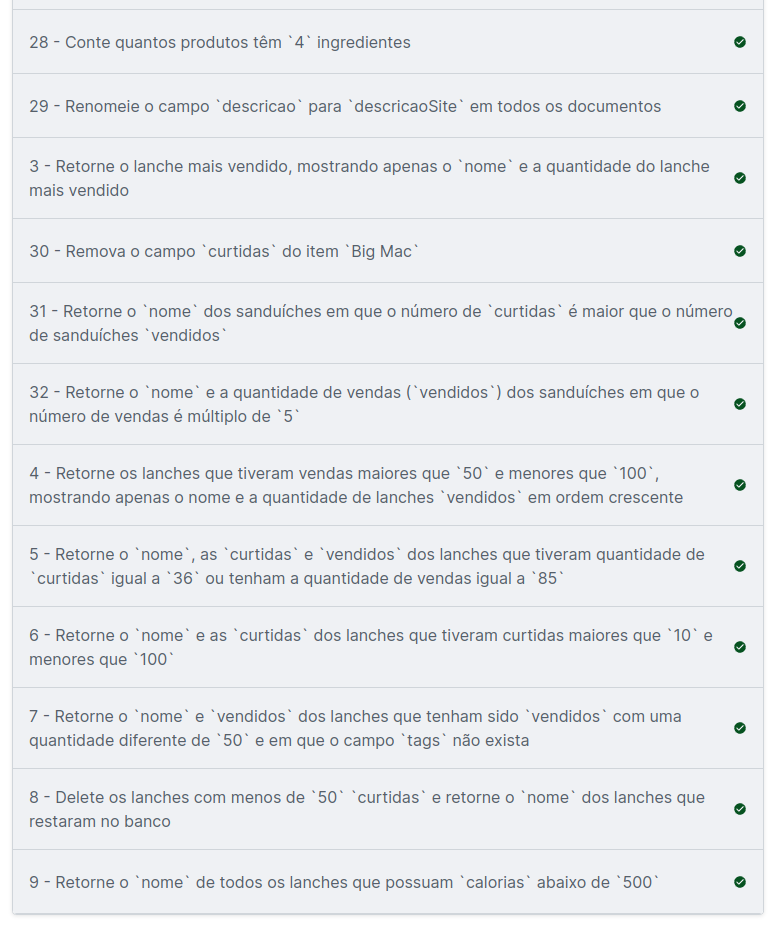 28 - Conte quantos produtos têm `4` ingredientes
29 - Renomeie o campo `descricao` para `descricaoSite` em todos os documentos
3 - Retorne o lanche mais vendido, mostrando apenas o `nome` e a quantidade do lanche
mais vendido
30 - Remova o campo `curtidas` do item `Big Mac`
31 - Retorne o `nome` dos sanduíches em que o número de `curtidas` é maior que o número
de sanduíches `vendidos`
32 - Retorne o `nome` e a quantidade de vendas (`vendidos`) dos sanduíches em que o
número de vendas é múltiplo de `5`
4 - Retorne os lanches que tiveram vendas maiores que `50` e menores que `100`,
mostrando apenas o nome e a quantidade de lanches `vendidos` em ordem crescente
5 - Retorne o `nome`, as `curtidas` e `vendidos` dos lanches que tiveram quantidade de
`curtidas` igual a `36` ou tenham a quantidade de vendas igual a `85`
6 - Retorne o `nome` e as `curtidas` dos lanches que tiveram curtidas maiores que `10` e
menores que `100`
7 - Retorne o `nome` e `vendidos` dos lanches que tenham sido `vendidos` com uma
quantidade diferente de `50` e em que o campo `tags` não exista
8 - Delete os lanches com menos de `50` `curtidas` e retorne o `nome` dos lanches que
restaram no banco
9 - Retorne o `nome` de todos os lanches que possuam `calorias` abaixo de `500`